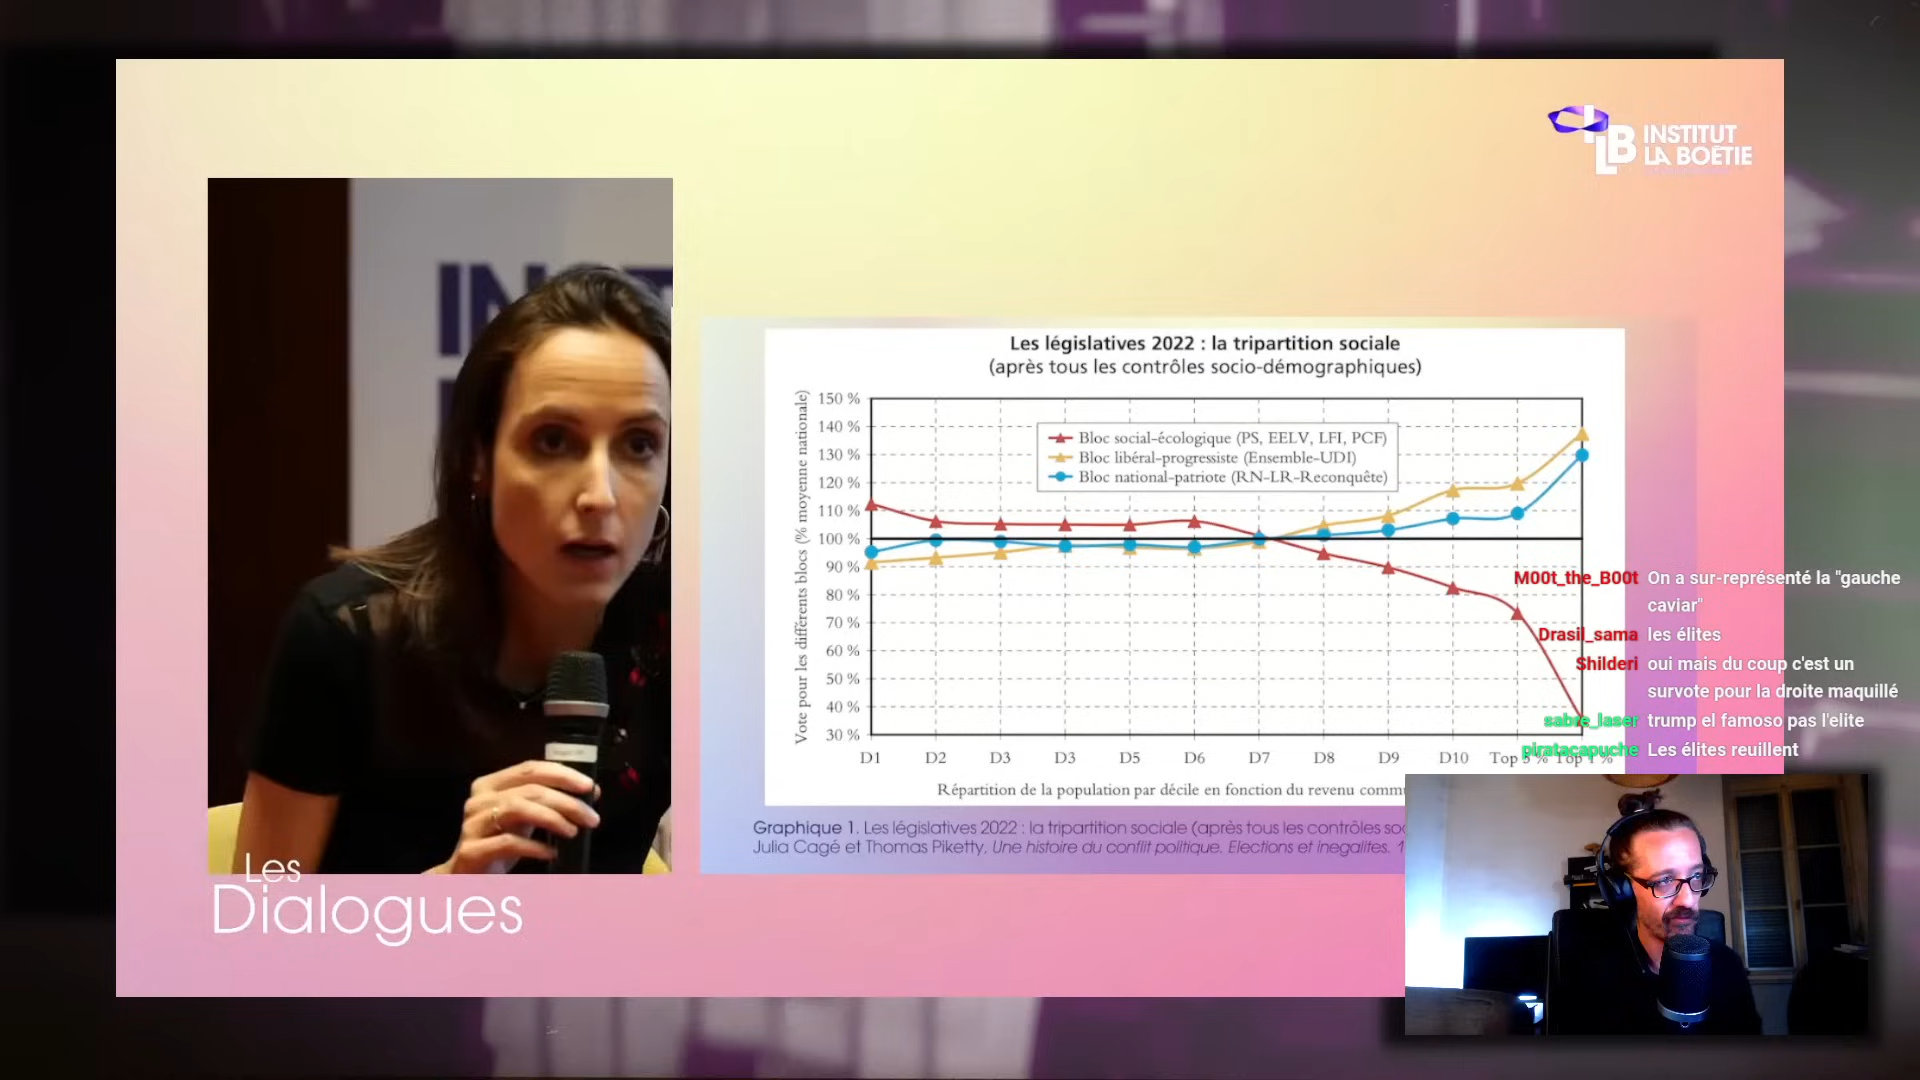 INSTITUT
LA BOÉTIE
Les législatives 2022 : la tripartition sociale
(après tous les contrôles socio-démographiques)
Vote pour les différents blocs (% moyenne nationale)
150 %
140 %
130 %
120 %
110 %
100 %
90 %
80 %
70 %
60 %
50 %
40 %
30 %
Bloc social-écologique (PS, EELV, LFI, PCF)
Bloc libéral-progressiste (Ensemble-UDI)
Bloc national-patriote (RN-LR-Reconquête)
D1 D2 D3 D3 D5 D6 D7 D8 D9 D10 Top 5 % Top 1 %
Répartition de la population par décile en fonction du revenu
Graphique 1. Les législatives 2022 : la tripartition sociale (après tous les contrôles
Julia Cagé et Thomas Piketty, Une histoire du conflit politique. Elections et inegalites. 1
M00t_the_B00t On a sur-représenté la "gauche
caviar"
Drasil_sama les élites
Shilderi oui mais du coup c'est un
survote pour la droite maquillé
sabre_laser trump el famoso pas l'elite
piratacapuche Les élites reuillent
Les
Dialogues